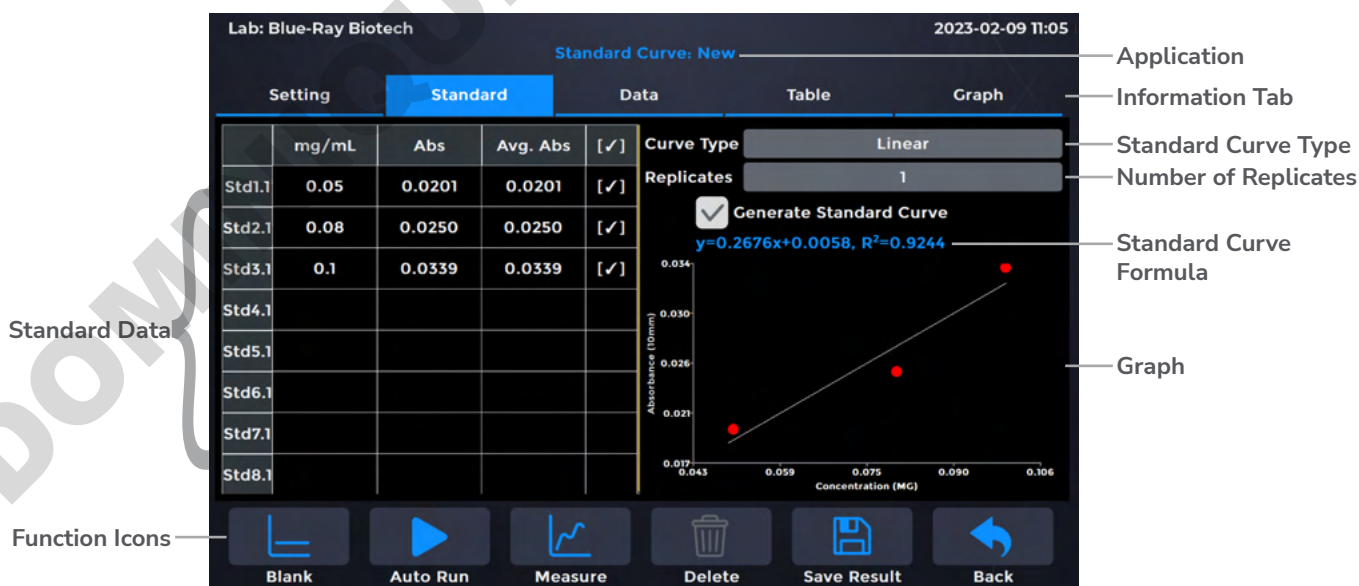 Lab: Blue-Ray Biotech 2023-02-09 11:05
Standard Curve: New
Application
Setting Standard Data Table Graph
Information Tab
mg/mL Abs Avg. Abs [✓]
Std1.1 0.05 0.0201 0.0201 [✓]
Std2.1 0.08 0.0250 0.0250 [✓]
Std3.1 0.1 0.0339 0.0339 [✓]
Std4.1
Std5.1
Std6.1
Std7.1
Std8.1
Curve Type Linear
Standard Curve Type
Replicates 1
Number of Replicates
Generate Standard Curve
y=0.2676x+0.0058, R²=0.9244
Standard Curve
Formula
0.034
0.030
0.026
0.021
0.017
Absorbance (10mm)
0.043 0.059 0.075 0.090 0.106
Concentration (MG)
Graph
Standard Data
Function Icons
Blank Auto Run Measure Delete Save Result Back